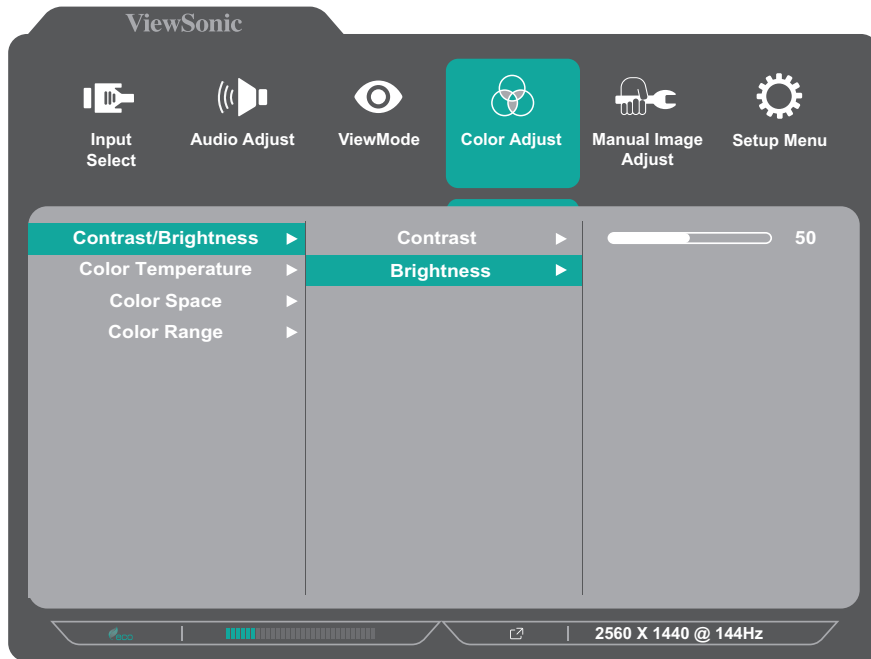 ViewSonic
Input
Select
Audio Adjust
ViewMode
Color Adjust
Manual Image
Adjust
Setup Menu
Contrast/Brightness
Contrast
50
Color Temperature
Brightness
Color Space
Color Range
eco
2560 X 1440 @ 144Hz